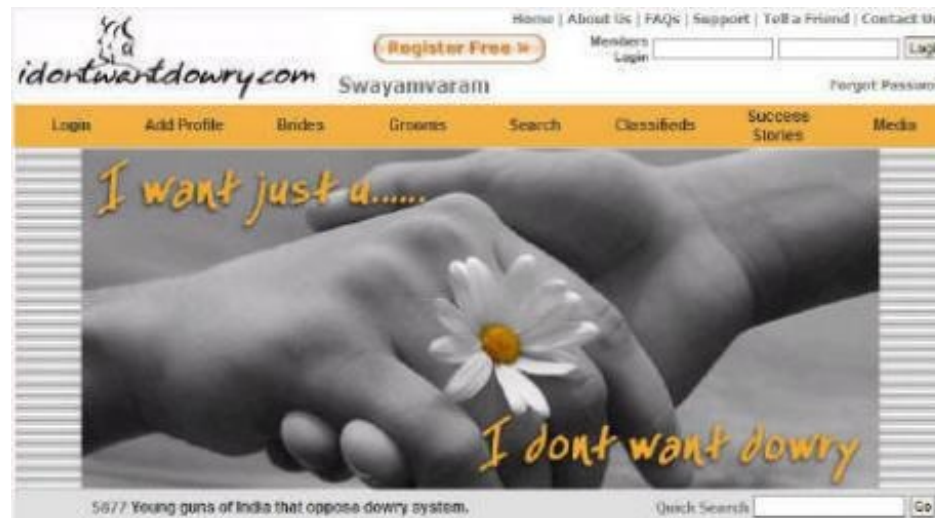 Home | About Us | FAQs | Support | Tell a Friend | Contact Us
idontwantdowry.com
Register Free »
Members Login
Swayamvaram
Forgot Password
Login Add Profile Brides Grooms Search Classifieds Success Stories Media
I want just a......
I dont want dowry
5877 Young guns of India that oppose dowry system.
Quick Search Go